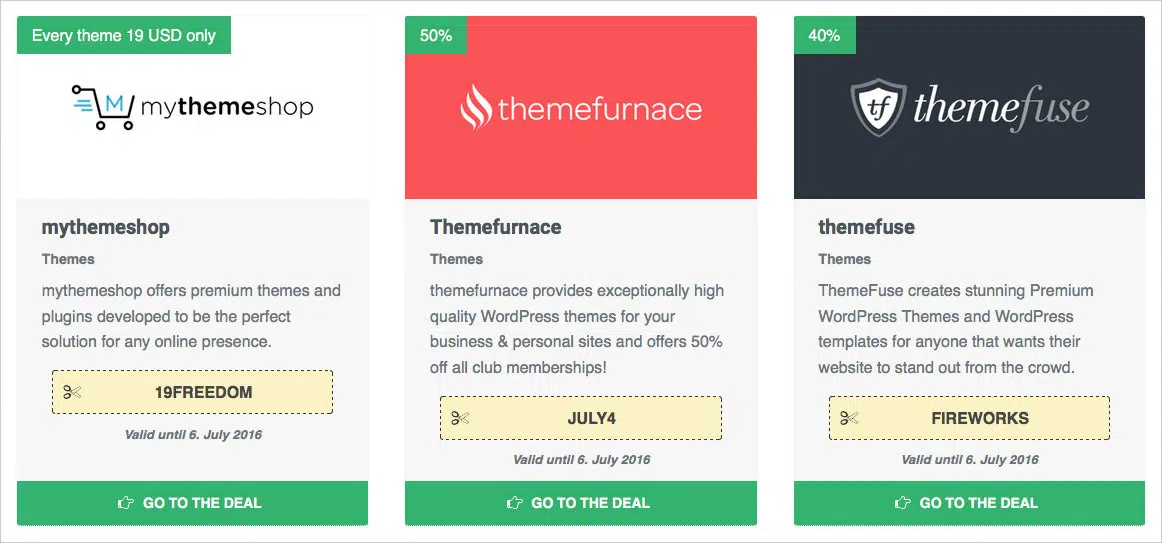 Every theme 19 USD only
M
mythemeshop
mythemeshop
Themes
mythemeshop offers premium themes and
plugins developed to be the perfect
solution for any online presence.
19FREEDOM
Valid until 6. July 2016
GO TO THE DEAL
50%
themefurnace
Themefurnace
Themes
themefurnace provides exceptionally high
quality WordPress themes for your
business & personal sites and offers 50%
off all club memberships!
JULY4
Valid until 6. July 2016
GO TO THE DEAL
40%
tf
themefuse
themefuse
Themes
ThemeFuse creates stunning Premium
WordPress Themes and WordPress
templates for anyone that wants their
website to stand out from the crowd.
FIREWORKS
Valid until 6. July 2016
GO TO THE DEAL